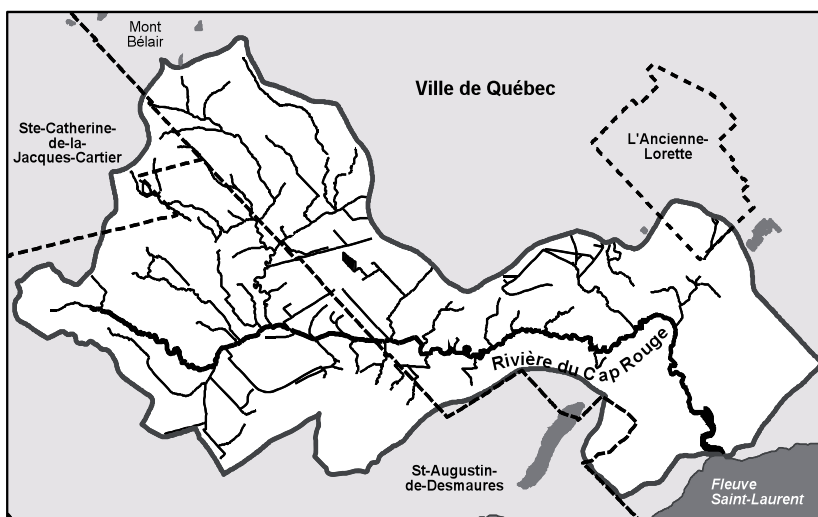 Mont
Bélair
Ville de Québec
Ste-Catherine-
de-la-
Jacques-Cartier
L'Ancienne-
Lorette
Rivière du Cap Rouge
St-Augustin-
de-Desmaures
Fleuve
Saint-Laurent